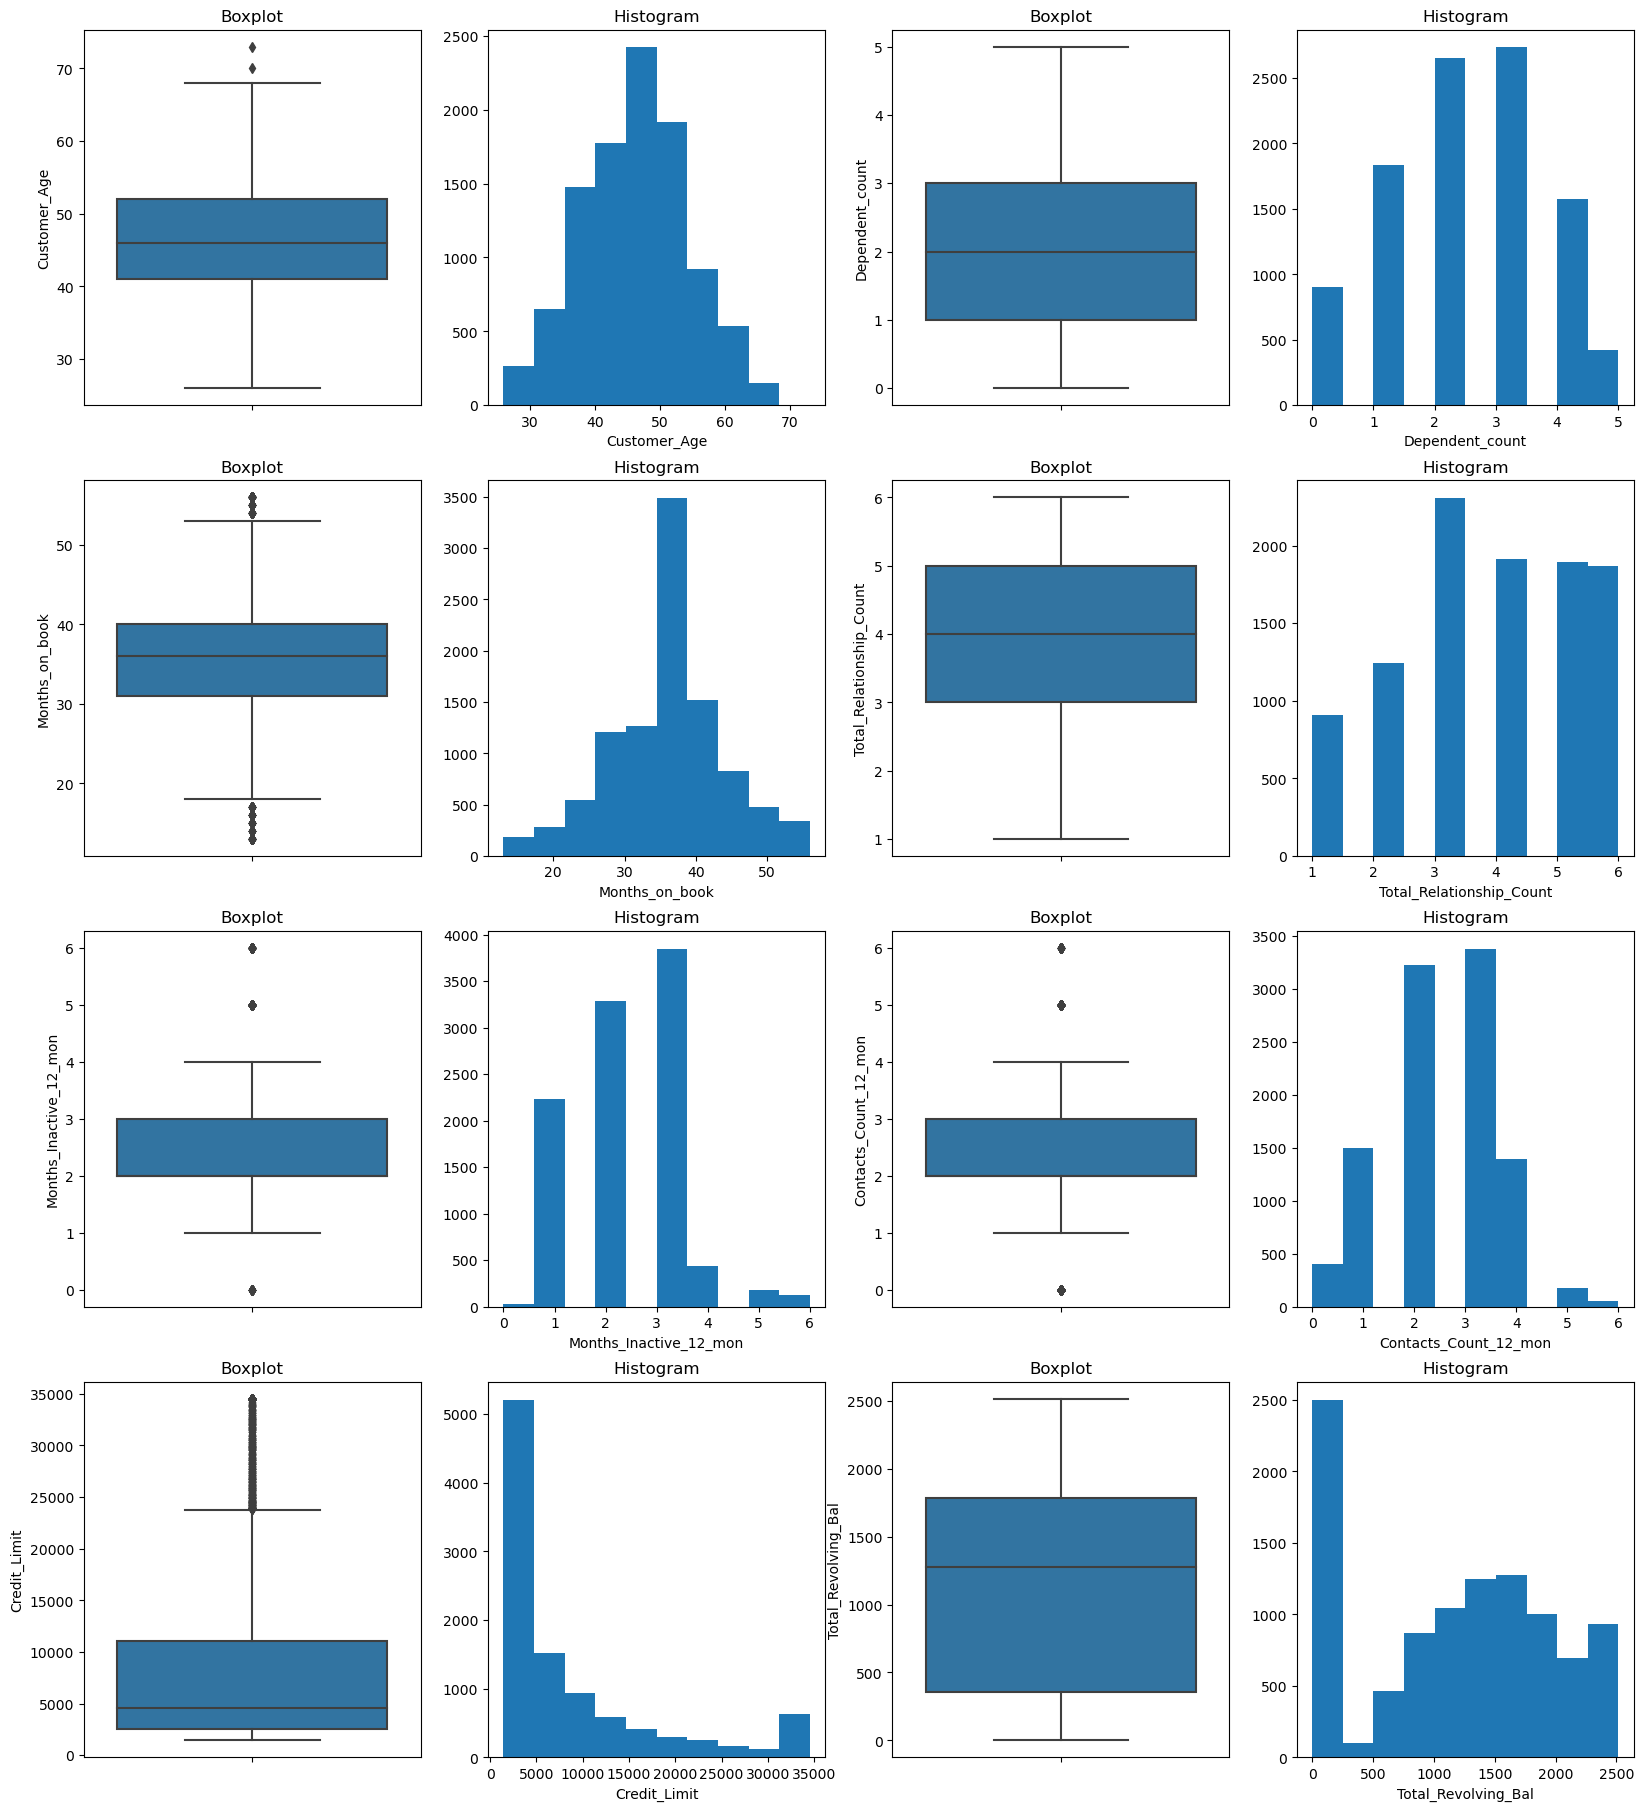 Boxplot
70
60
50
40
30
Customer_Age
Histogram
2500
2000
1500
1000
500
0
30 40 50 60 70
Customer_Age
Boxplot
5
4
3
2
1
0
Dependent_count
Histogram
2500
2000
1500
1000
500
0
0 1 2 3 4 5
Dependent_count
Boxplot
50
40
30
20
Months_on_book
Histogram
3500
3000
2500
2000
1500
1000
500
0
20 30 40 50
Months_on_book
Boxplot
6
5
4
3
2
1
Total_Relationship_Count
Histogram
2000
1500
1000
500
0
1 2 3 4 5 6
Total_Relationship_Count
Boxplot
6
5
4
3
2
1
0
Months_Inactive_12_mon
Histogram
4000
3500
3000
2500
2000
1500
1000
500
0
0 1 2 3 4 5 6
Months_Inactive_12_mon
Boxplot
6
5
4
3
2
1
0
Contacts_Count_12_mon
Histogram
3500
3000
2500
2000
1500
1000
500
0
0 1 2 3 4 5 6
Contacts_Count_12_mon
Boxplot
35000
30000
25000
20000
15000
10000
5000
0
Credit_Limit
Histogram
5000
4000
3000
2000
1000
0
0 5000 10000 15000 20000 25000 30000 35000
Credit_Limit
Boxplot
2500
2000
1500
1000
500
0
Total_Revolving_Bal
Histogram
2500
2000
1500
1000
500
0
0 500 1000 1500 2000 2500
Total_Revolving_Bal